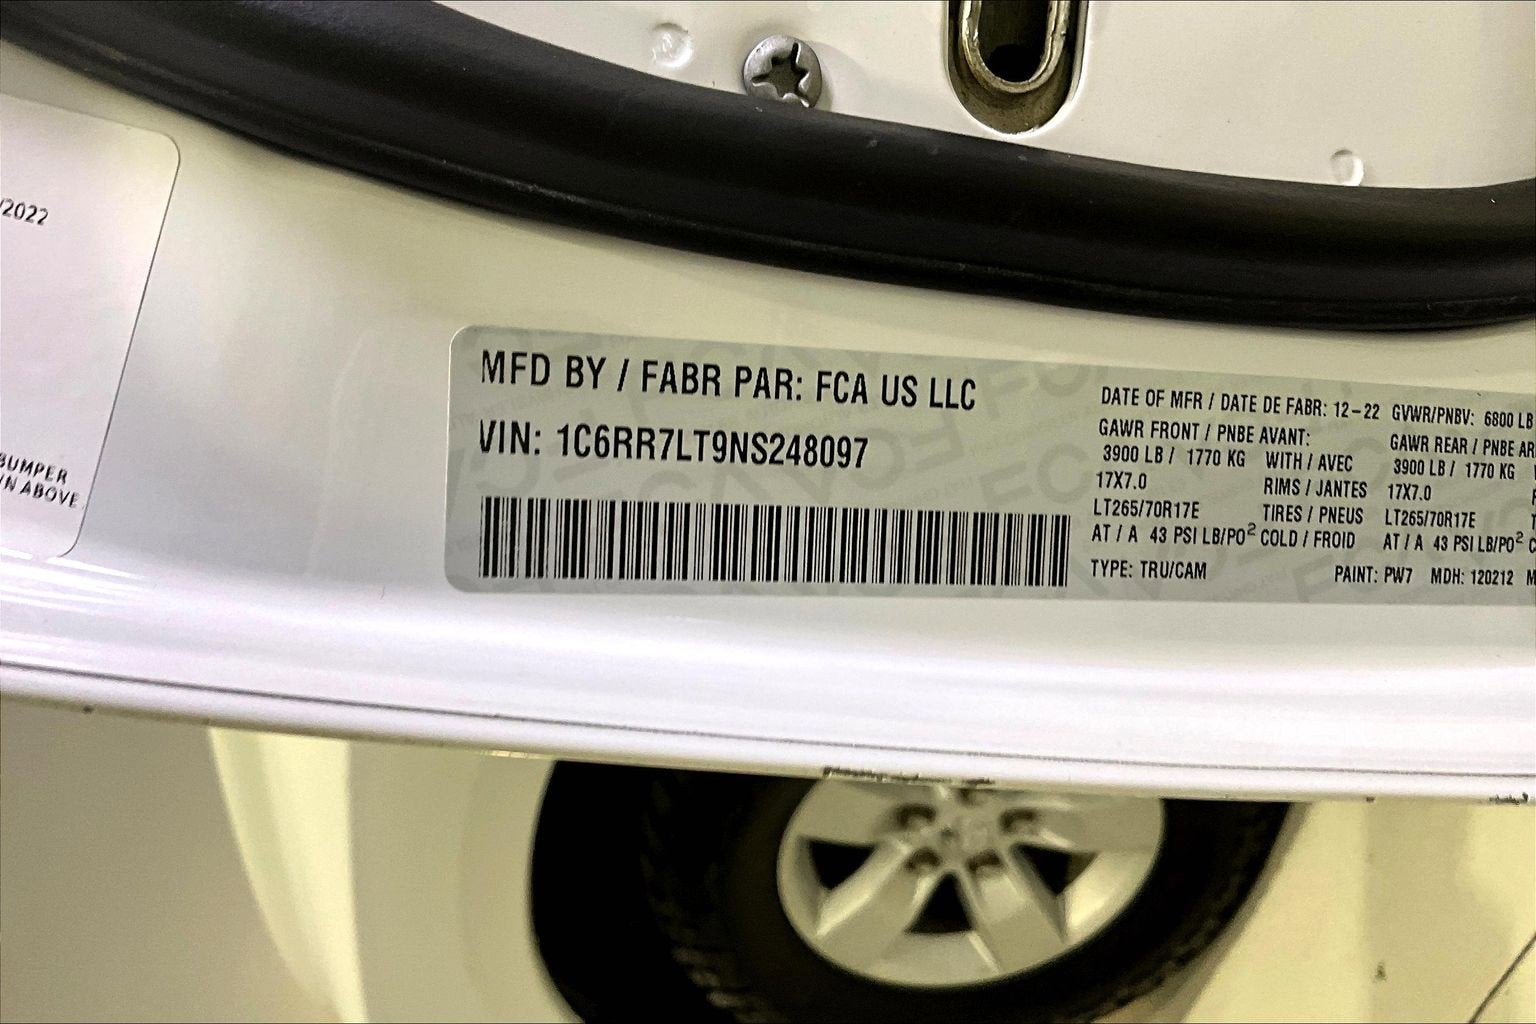 /2022
BUMPER
N ABOVE
MFD BY / FABR PAR: FCA US LLC
VIN: 1C6RR7LT9NS248097
DATE OF MFR / DATE DE FABR: 12-22 GVWR/PNBV: 6800 LB
GAWR FRONT / PNBE AVANT: GAWR REAR / PNBE AR
3900 LB / 1770 KG WITH / AVEC 3900 LB / 1770 KG
17X7.0 RIMS / JANTES 17X7.0
LT265/70R17E TIRES / PNEUS LT265/70R17E
AT / A 43 PSI LB/PO² COLD / FROID AT / A 43 PSI LB/PO² C
TYPE: TRU/CAM PAINT: PW7 MDH: 120212 M